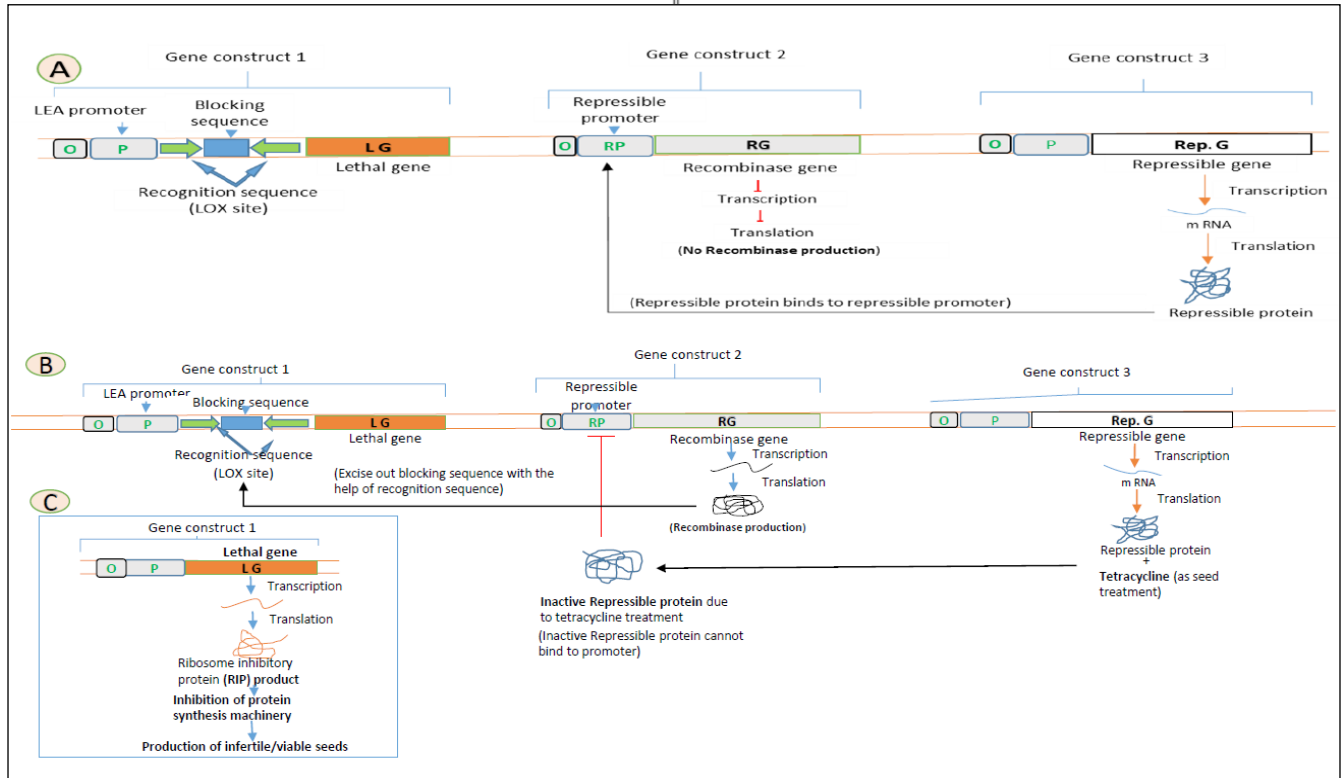 A
Gene construct 1
Gene construct 2
Gene construct 3
LEA promoter
Blocking
sequence
Repressible
promoter
O
P
L G
O
RP
RG
O
P
Rep. G
Lethal gene
Recognition sequence
(LOX site)
Recombinase gene
Transcription
Translation
(No Recombinase production)
Repressible gene
Transcription
m RNA
Translation
(Repressible protein binds to repressible promoter)
Repressible protein
B
Gene construct 1
Gene construct 2
Gene construct 3
LEA promoter
Blocking sequence
Repressible
promoter
O
P
L G
O
RP
RG
O
P
Rep. G
Lethal gene
Recognition sequence
(LOX site)
(Excise out blocking sequence with the
help of recognition sequence)
Recombinase gene
Transcription
Translation
(Recombinase production)
Repressible gene
Transcription
m RNA
Translation
Repressible protein
+
Tetracycline (as seed
treatment)
Inactive Repressible protein due
to tetracycline treatment
(Inactive Repressible protein cannot
bind to promoter)
C
Gene construct 1
Lethal gene
O
P
L G
Transcription
Translation
Ribosome inhibitory
protein (RIP) product
Inhibition of protein
synthesis machinery
Production of infertile/viable seeds